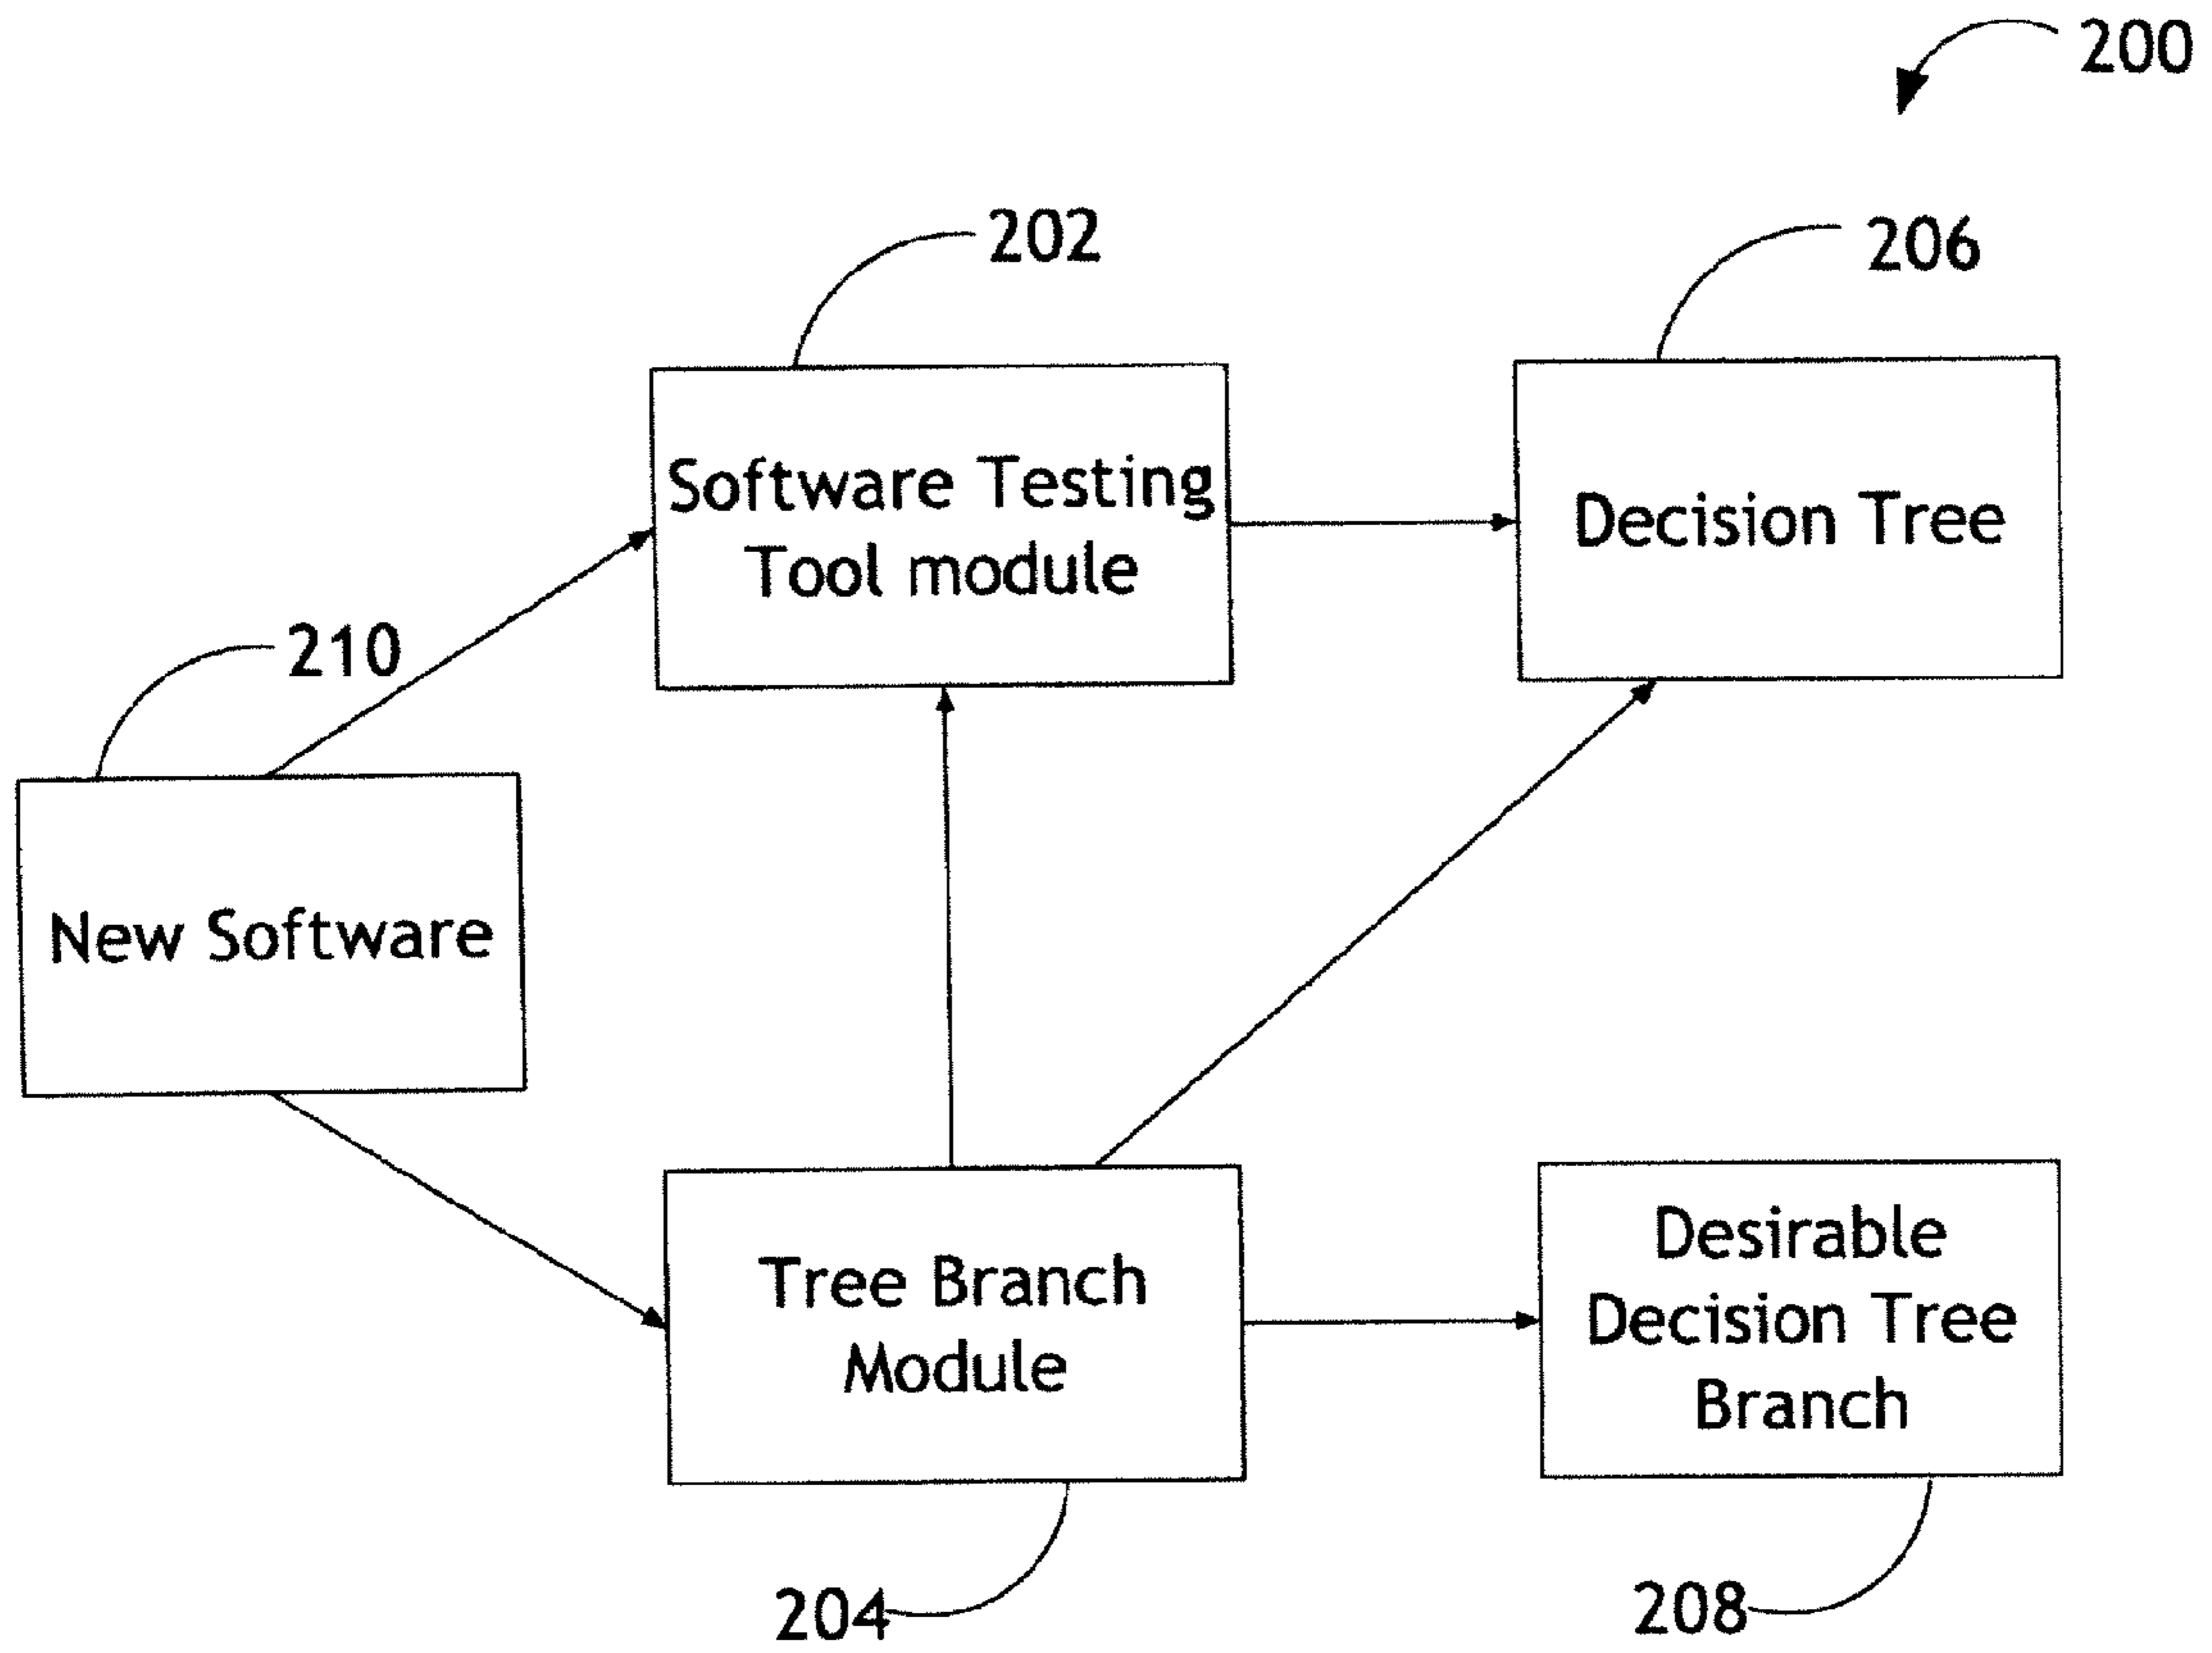 200
202
206
Software Testing
Tool module
Decision Tree
210
New Software
Tree Branch
Module
Desirable
Decision Tree
Branch
204
208